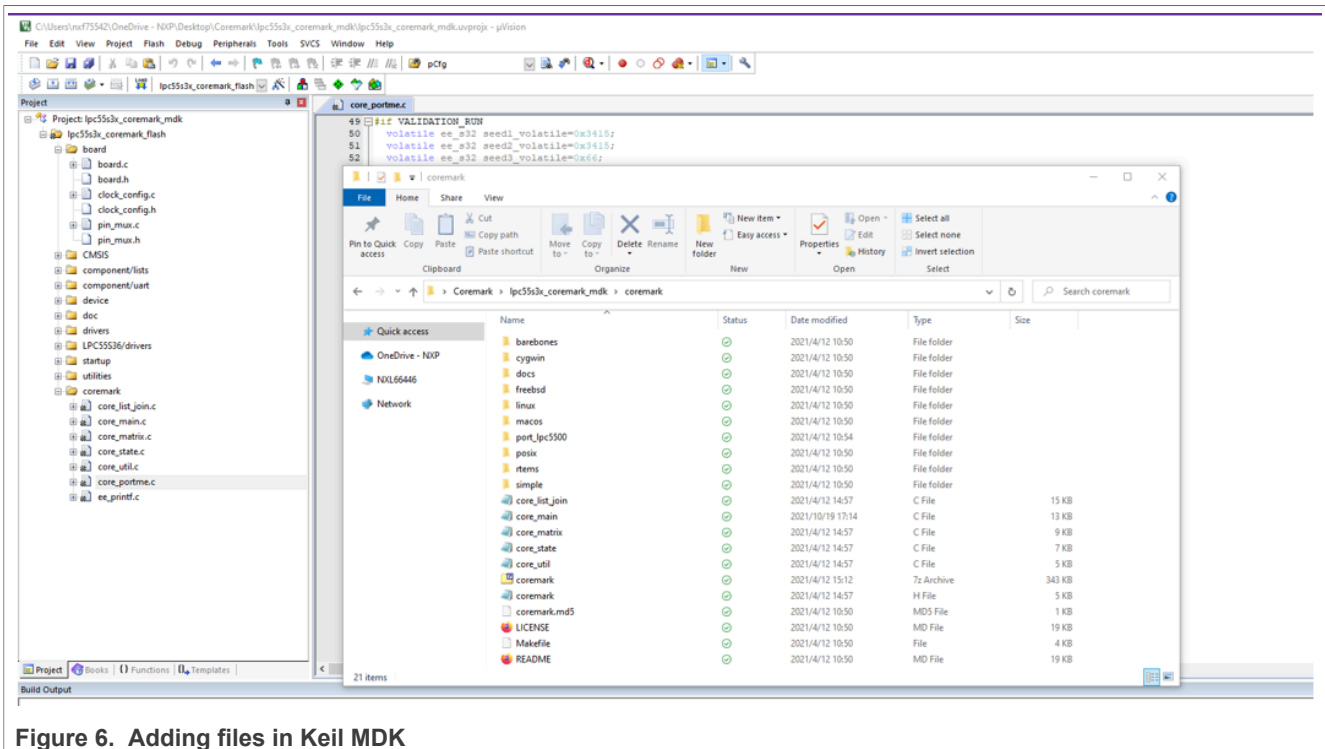 C:\Users\nxf75542\OneDrive - NXP\Desktop\Coremark\lpc55s3x_coremark_mdk\lpc55s3x_coremark_mdk.uvprojx - µVision
File Edit View Project Flash Debug Peripherals Tools SVCS Window Help
pCfg
lpc55s3x_coremark_flash
Project
core_portme.c
Project: lpc55s3x_coremark_mdk
lpc55s3x_coremark_flash
board
board.c
board.h
clock_config.c
clock_config.h
pin_mux.c
pin_mux.h
CMSIS
component/lists
component/uart
device
doc
drivers
LPC55S36/drivers
startup
utilities
coremark
core_list_join.c
core_main.c
core_matrix.c
core_state.c
core_util.c
core_portme.c
ee_printf.c
49 #if VALIDATION_RUN
50 volatile ee_s32 seed1_volatile=0x3415;
51 volatile ee_s32 seed2_volatile=0x3415;
52 volatile ee_s32 seed3_volatile=0x66;
coremark
File Home Share View
Pin to Quick access
Copy
Paste
Cut
Copy path
Paste shortcut
Move to
Copy to
Delete
Rename
New folder
New item
Easy access
Properties
Open
Edit
History
Select all
Select none
Invert selection
Clipboard Organize New Open Select
Coremark > lpc55s3x_coremark_mdk > coremark
Search coremark
Quick access
OneDrive - NXP
NXL66446
Network
Name Status Date modified Type Size
barebones 2021/4/12 10:50 File folder
cygwin 2021/4/12 10:50 File folder
docs 2021/4/12 10:50 File folder
freebsd 2021/4/12 10:50 File folder
linux 2021/4/12 10:50 File folder
macos 2021/4/12 10:50 File folder
port_lpc5500 2021/4/12 10:54 File folder
posix 2021/4/12 10:50 File folder
rtems 2021/4/12 10:50 File folder
simple 2021/4/12 10:50 File folder
core_list_join 2021/4/12 14:57 C File 15 KB
core_main 2021/10/19 17:14 C File 13 KB
core_matrix 2021/4/12 14:57 C File 9 KB
core_state 2021/4/12 14:57 C File 7 KB
core_util 2021/4/12 14:57 C File 5 KB
coremark 2021/4/12 15:12 7z Archive 343 KB
coremark 2021/4/12 14:57 H File 5 KB
coremark.md5 2021/4/12 10:50 MD5 File 1 KB
LICENSE 2021/4/12 10:50 MD File 19 KB
Makefile 2021/4/12 10:50 File 4 KB
README 2021/4/12 10:50 MD File 19 KB
21 items
Project Books {} Functions Templates
Build Output
Figure 6. Adding files in Keil MDK